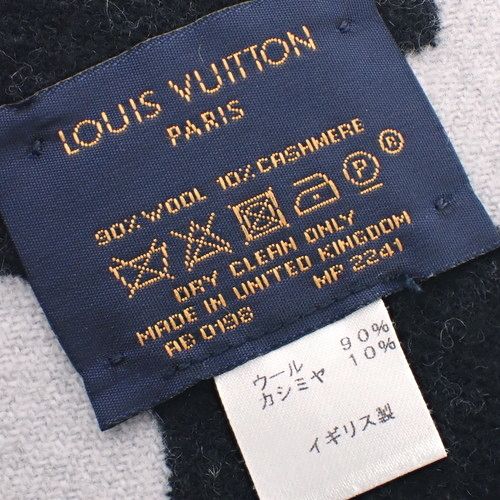 LOUIS VUITTON
PARIS
90% WOOL 10% CASHMERE
P ®
DRY CLEAN ONLY
MADE IN UNITED KINGDOM
AB 0198 MP 2241
ウール 90%
カシミヤ 10%
イギリス製